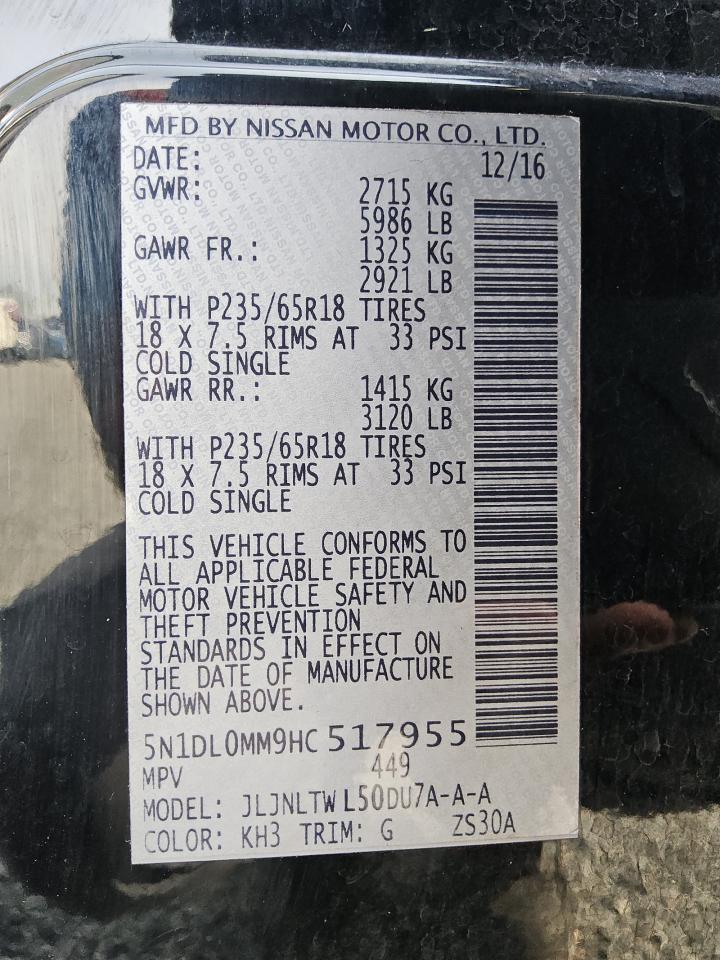 MFD BY NISSAN MOTOR CO., LTD.
DATE: 12/16
GVWR: 2715 KG
5986 LB
GAWR FR.: 1325 KG
2921 LB
WITH P235/65R18 TIRES
18 X 7.5 RIMS AT 33 PSI
COLD SINGLE
GAWR RR.: 1415 KG
3120 LB
WITH P235/65R18 TIRES
18 X 7.5 RIMS AT 33 PSI
COLD SINGLE
THIS VEHICLE CONFORMS TO
ALL APPLICABLE FEDERAL
MOTOR VEHICLE SAFETY AND
THEFT PREVENTION
STANDARDS IN EFFECT ON
THE DATE OF MANUFACTURE
SHOWN ABOVE.
5N1DL0MM9HC 517955
MPV 449
MODEL: JLJNLTW L50DU7A-A-A
COLOR: KH3 TRIM: G ZS30A